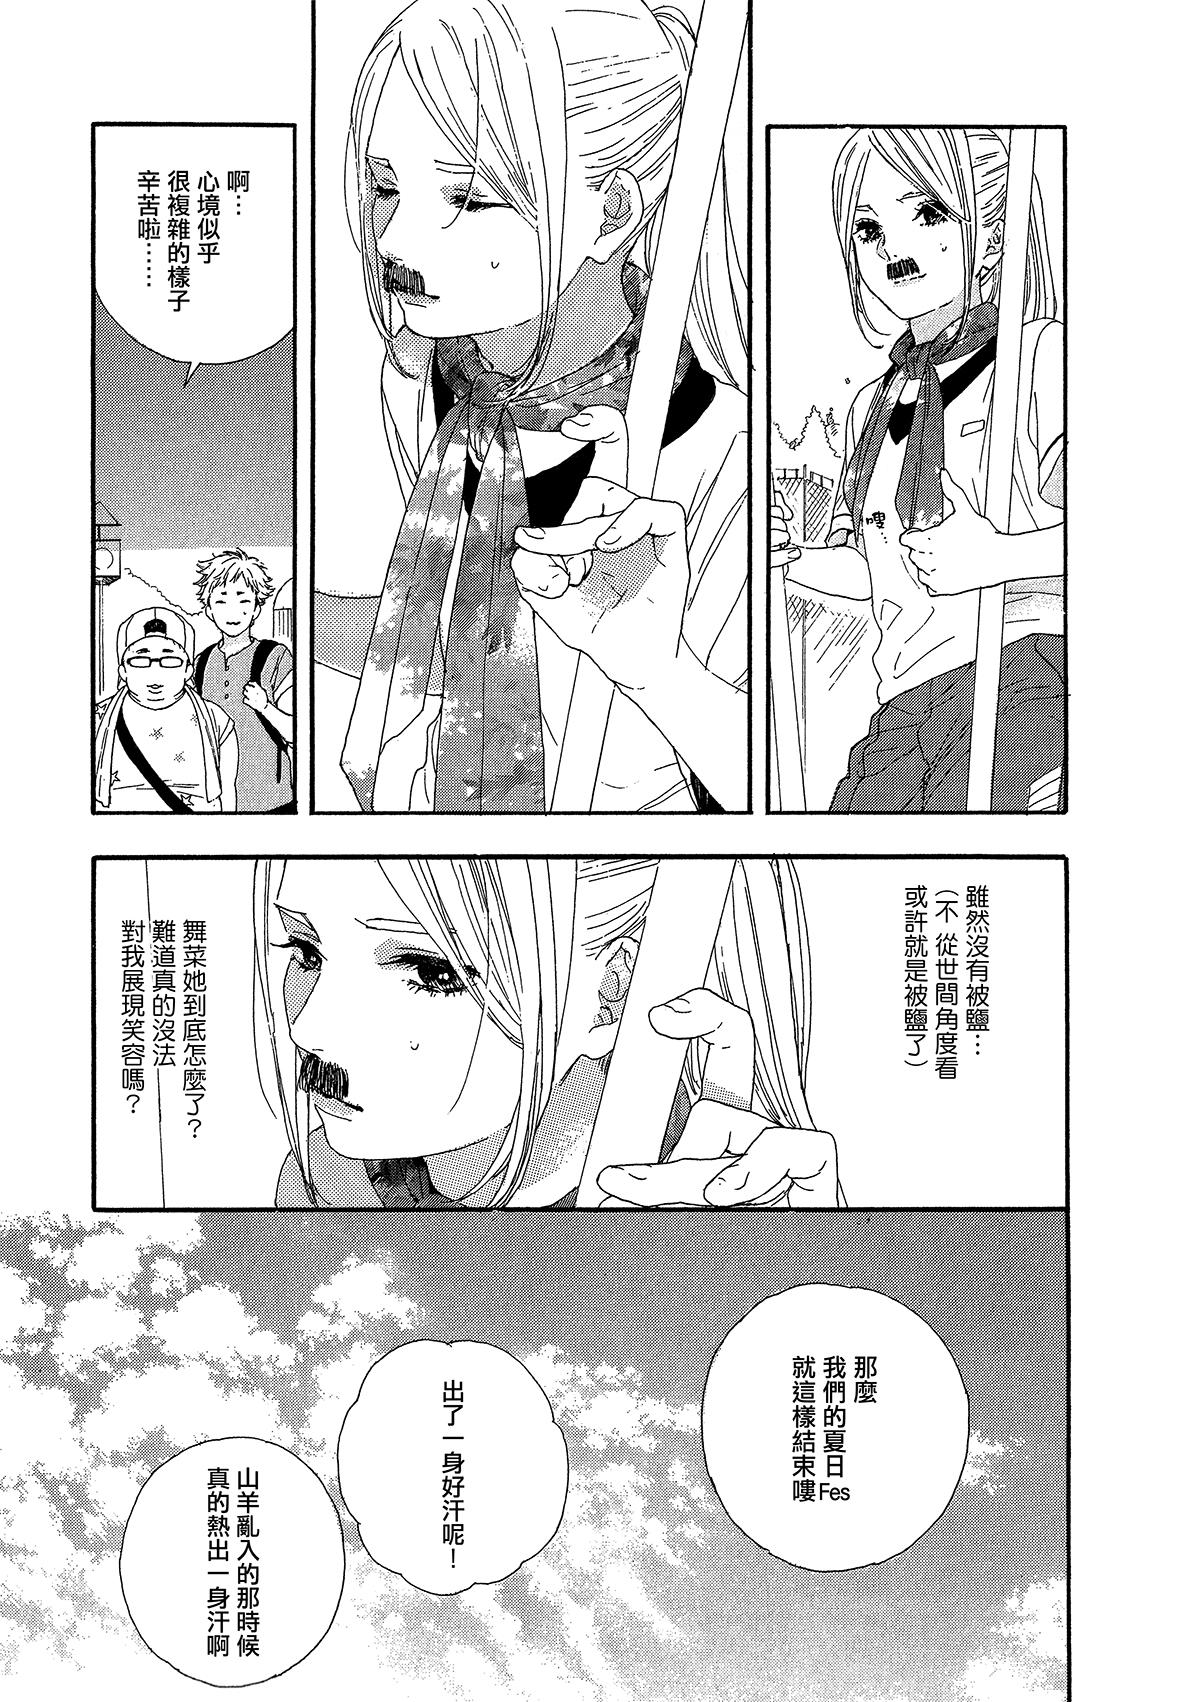 嗖…
啊…
心境似乎
很複雜的樣子
辛苦啦……
雖然沒有被鹽…
(不 從世間角度看
或許就是被鹽了)
舞菜她到底怎麼了？
難道真的沒法
對我展現笑容嗎？
那麼
我們的夏日Fes
就這樣結束嘍
出了一身好汗呢！
山羊亂入的那時候
真的熱出一身汗啊